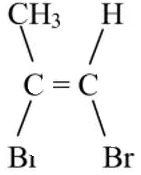 CH₃ H
C = C
Bı Br